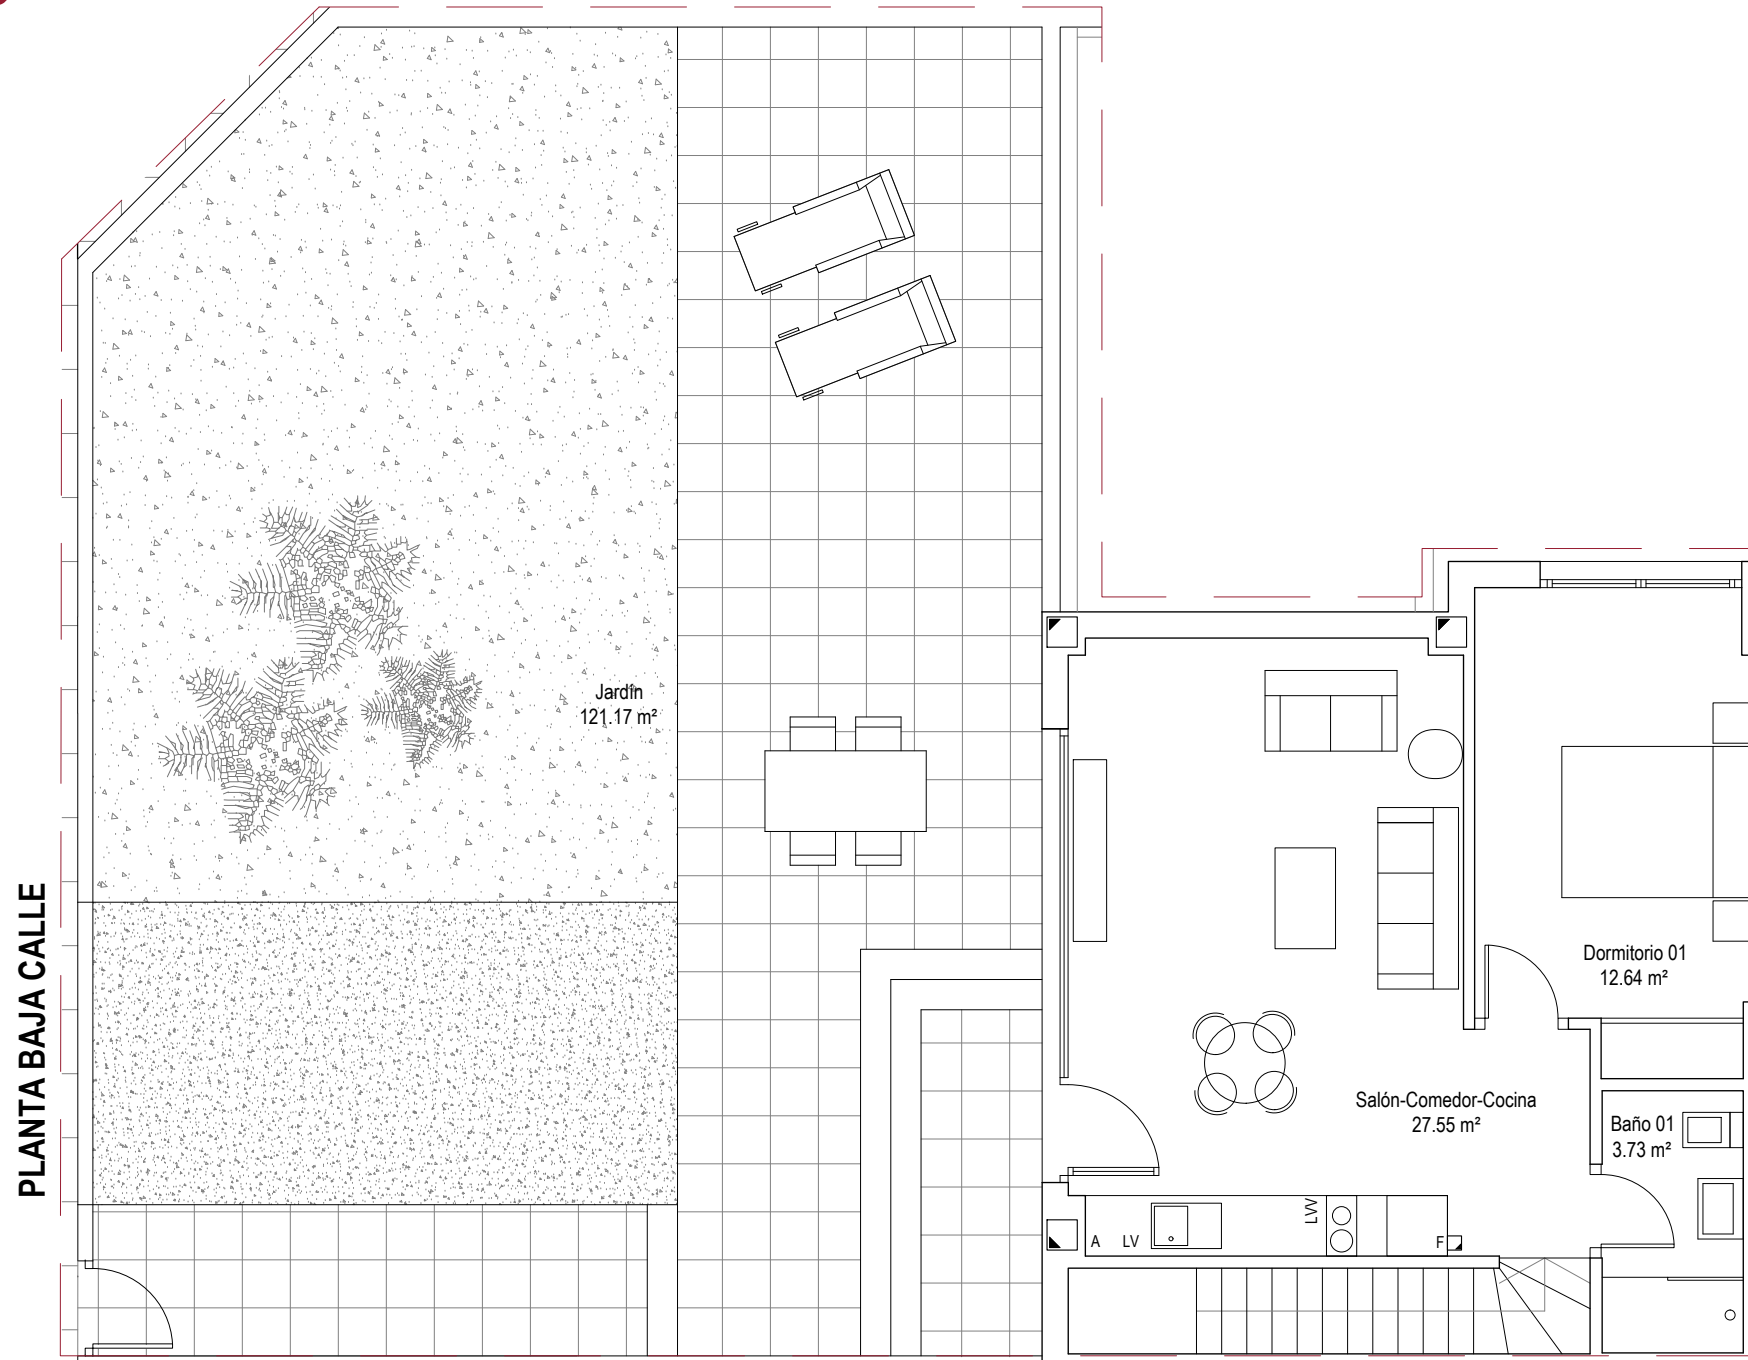 PLANTA BAJA CALLE
Jardín
121.17 m²
Dormitorio 01
12.64 m²
Salón-Comedor-Cocina
27.55 m²
Baño 01
3.73 m²
A
LV
LVV
F